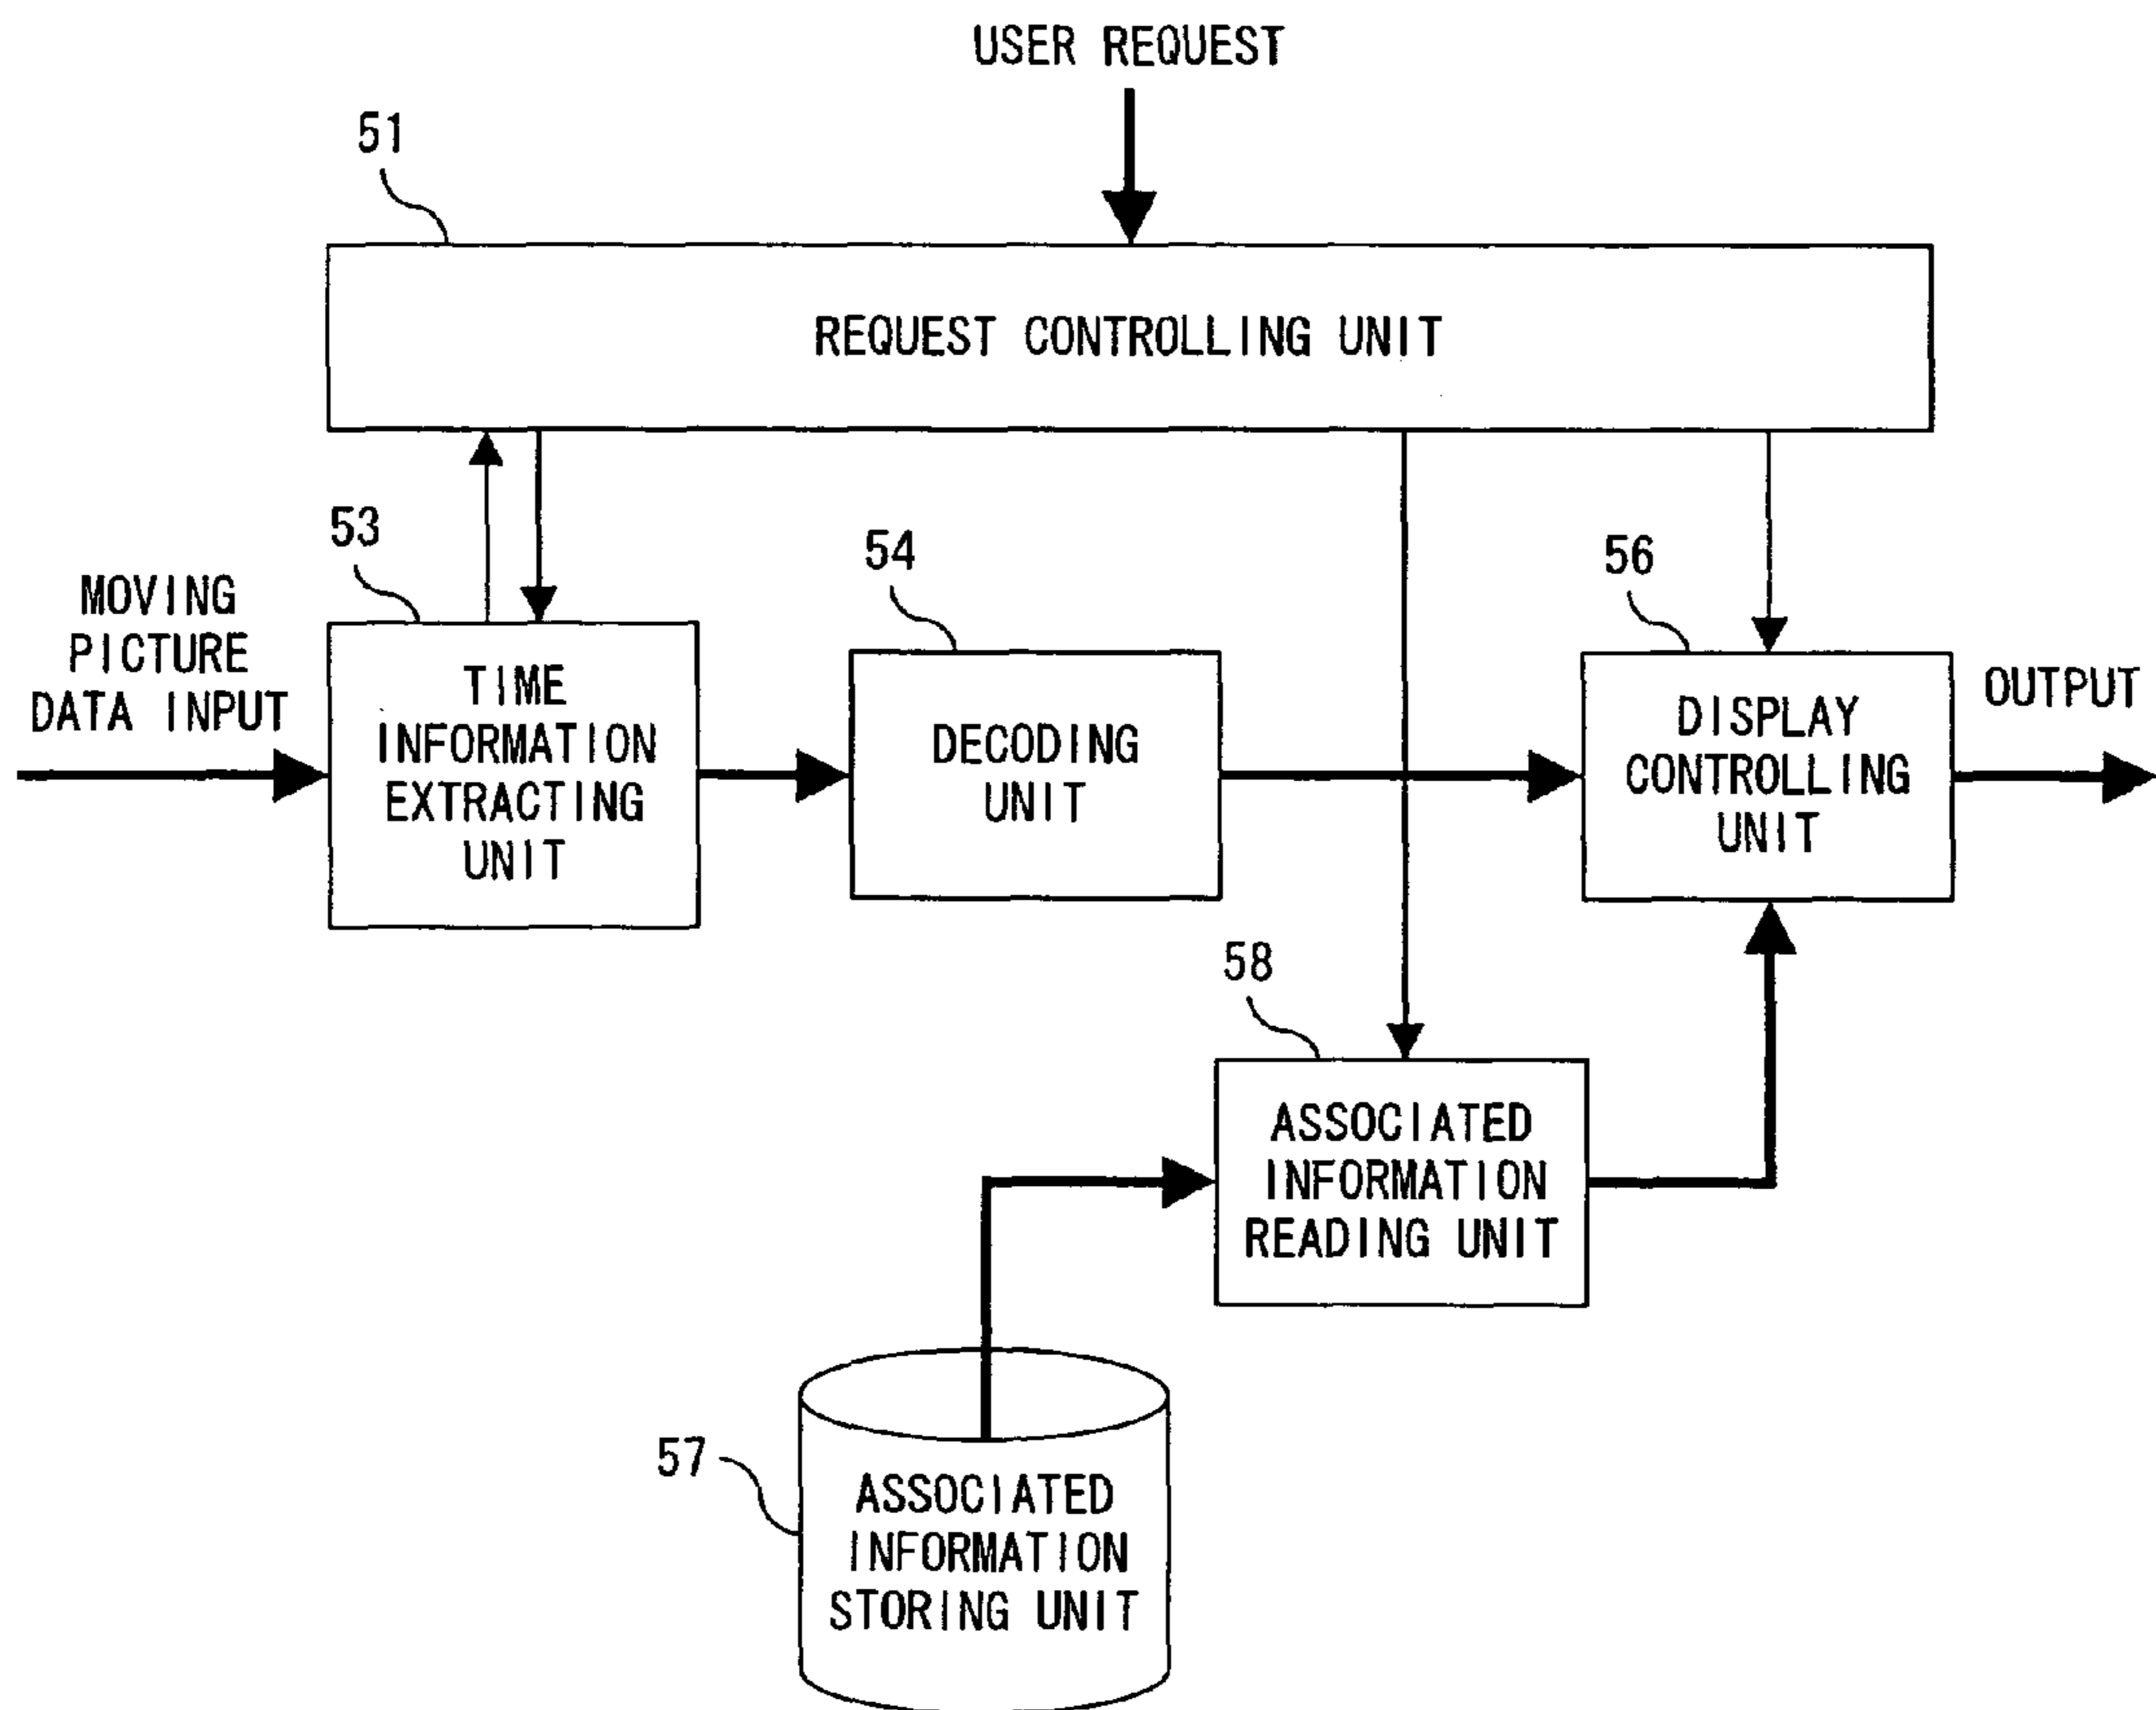 USER REQUEST
51
REQUEST CONTROLLING UNIT
53
54
56
MOVING
PICTURE
DATA INPUT
TIME
INFORMATION
EXTRACTING
UNIT
DECODING
UNIT
DISPLAY
CONTROLLING
UNIT
OUTPUT
58
ASSOCIATED
INFORMATION
READING UNIT
57
ASSOCIATED
INFORMATION
STORING UNIT